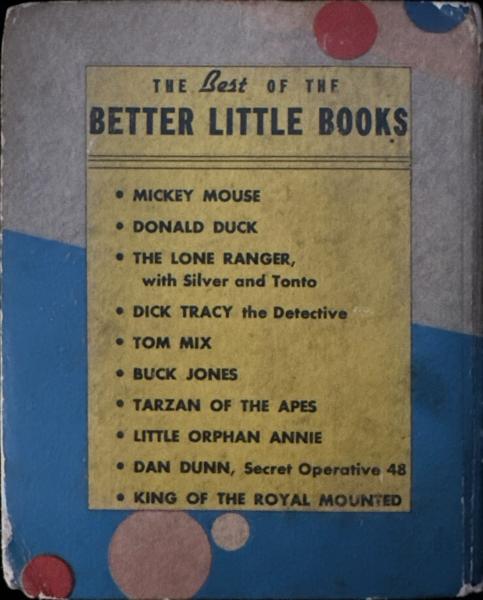 THE Best OF THE
BETTER LITTLE BOOKS
• MICKEY MOUSE
• DONALD DUCK
• THE LONE RANGER,
with Silver and Tonto
• DICK TRACY the Detective
• TOM MIX
• BUCK JONES
• TARZAN OF THE APES
• LITTLE ORPHAN ANNIE
• DAN DUNN, Secret Operative 48
• KING OF THE ROYAL MOUNTED